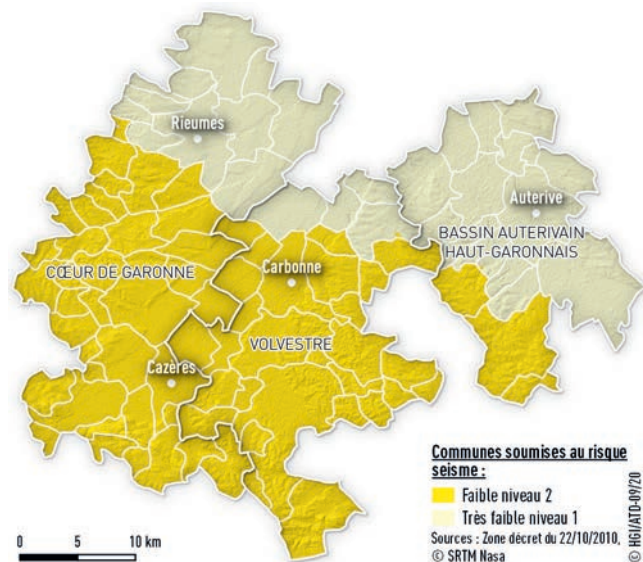 Rieumes
Auterive
BASSIN AUTERIVAIN-
HAUT-GARONNAIS
CŒUR DE GARONNE
Carbonne
VOLVESTRE
Cazères
Communes soumises au risque
seisme :
Faible niveau 2
Très faible niveau 1
Sources : Zone décret du 22/10/2010,
© SRTM Nasa
© HGI/ATD-09/20
0 5 10 km